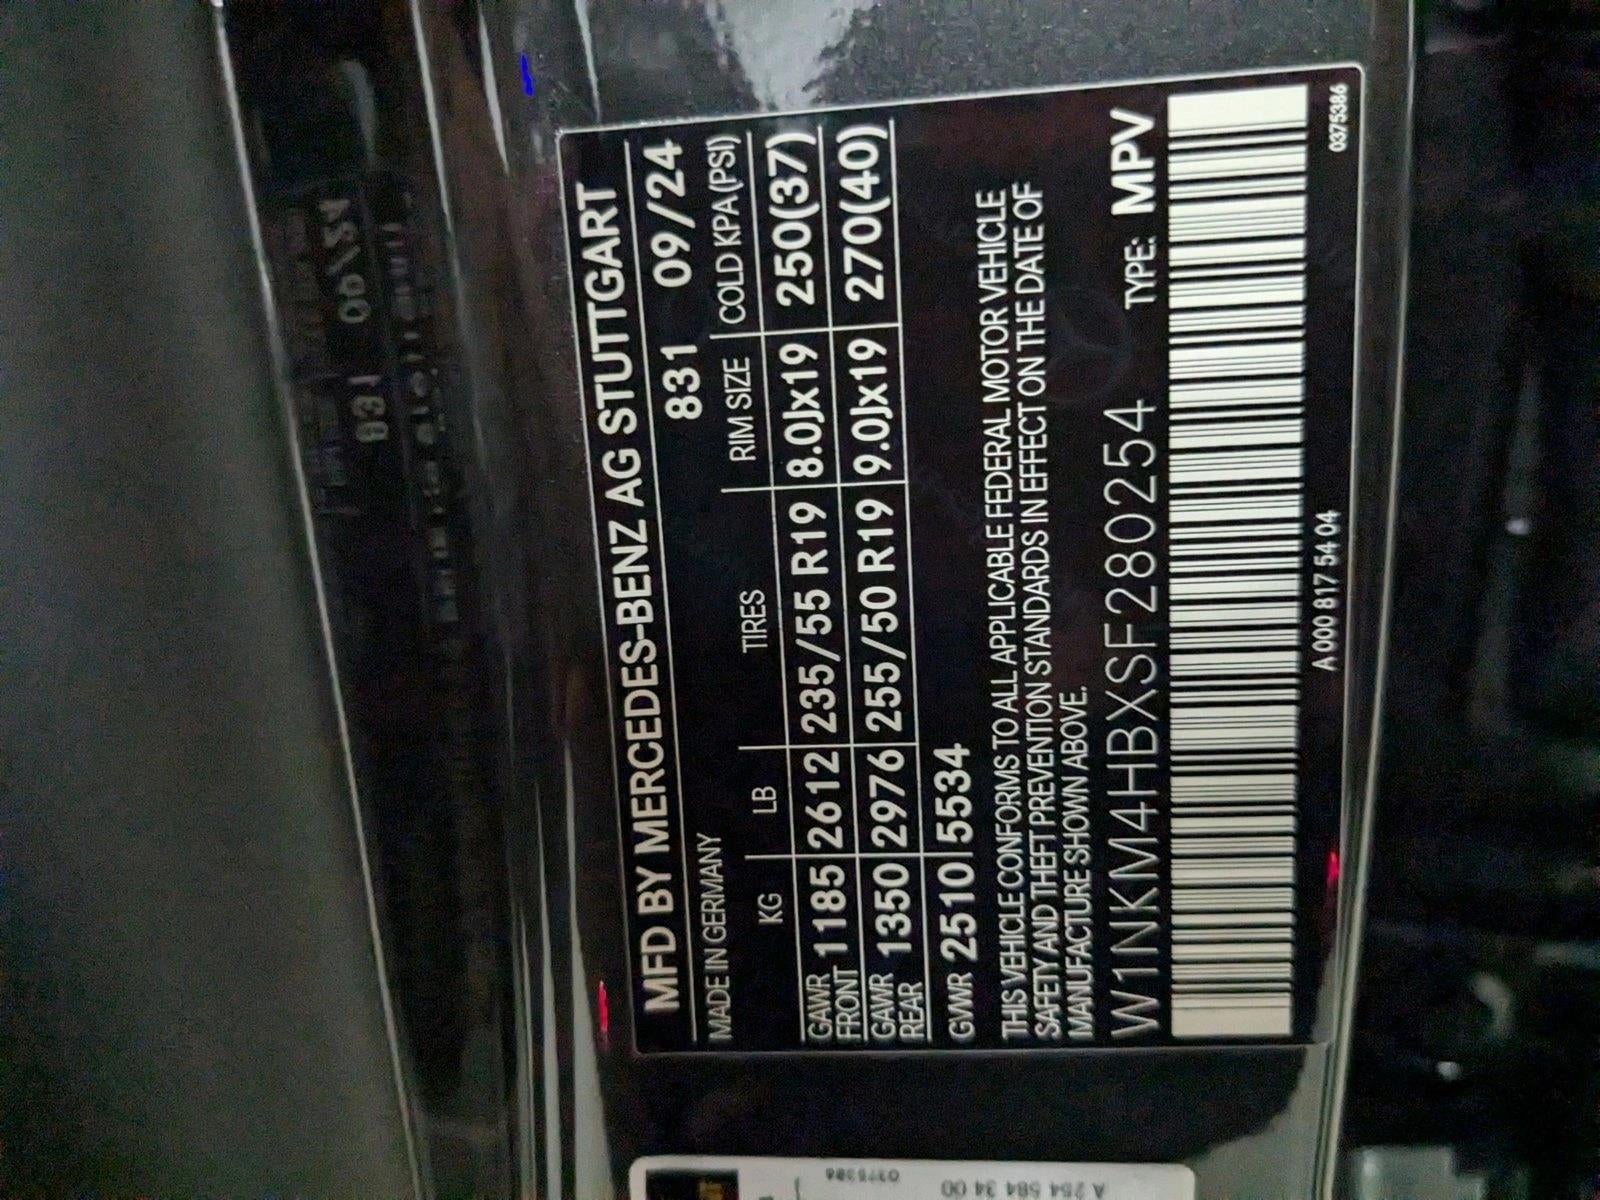 MFD BY MERCEDES-BENZ AG STUTTGART
MADE IN GERMANY 831 09/24
KG LB TIRES RIM SIZE COLD KPA(PSI)
GAWR FRONT 1185 2612 235/55 R19 8.0Jx19 250(37)
GAWR REAR 1350 2976 255/50 R19 9.0Jx19 270(40)
GVWR 2510 5534
THIS VEHICLE CONFORMS TO ALL APPLICABLE FEDERAL MOTOR VEHICLE
SAFETY AND THEFT PREVENTION STANDARDS IN EFFECT ON THE DATE OF
MANUFACTURE SHOWN ABOVE.
W1NKM4HBXSF280254 TYPE: MPV
A 000 817 54 04 0375386
A 254 584 34 00
0375386